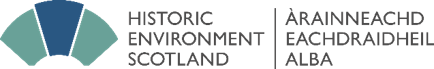 HISTORIC
ENVIRONMENT
SCOTLAND
ÀRAINNEACHD
EACHDRAIDHEIL
ALBA